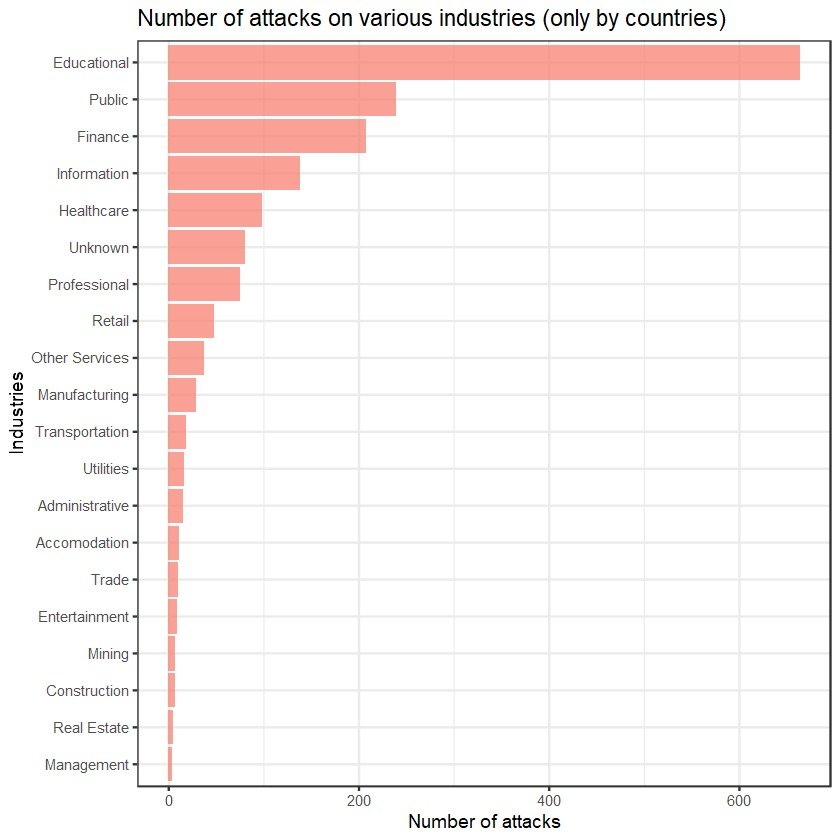 Number of attacks on various industries (only by countries)
Industries
Educational
Public
Finance
Information
Healthcare
Unknown
Professional
Retail
Other Services
Manufacturing
Transportation
Utilities
Administrative
Accomodation
Trade
Entertainment
Mining
Construction
Real Estate
Management
0 200 400 600
Number of attacks